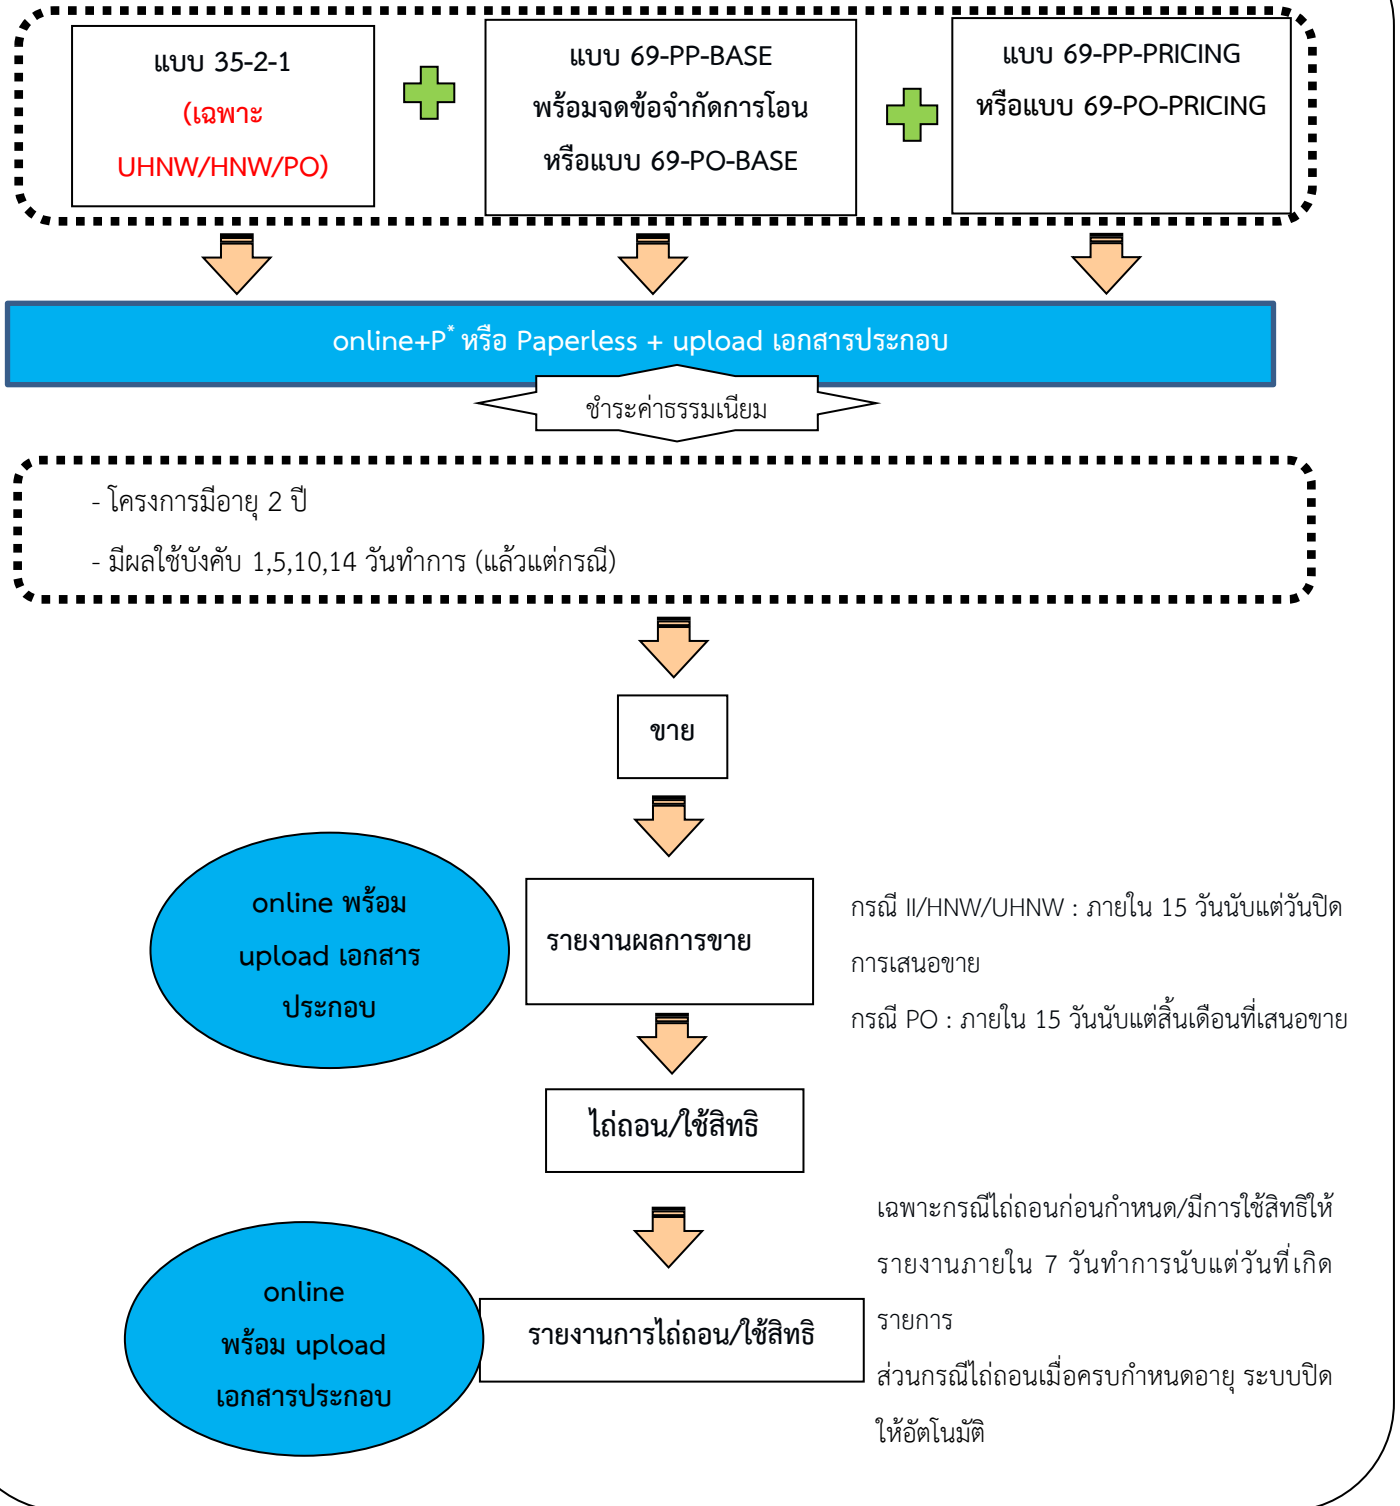 แบบ 35-2-1
(เฉพาะ
UHNW/HNW/PO)
แบบ 69-PP-BASE
พร้อมจดข้อจำกัดการโอน
หรือแบบ 69-PO-BASE
แบบ 69-PP-PRICING
หรือแบบ 69-PO-PRICING
online+P* หรือ Paperless + upload เอกสารประกอบ
ชำระค่าธรรมเนียม
- โครงการมีอายุ 2 ปี
- มีผลใช้บังคับ 1,5,10,14 วันทำการ (แล้วแต่กรณี)
ขาย
online พร้อม
upload เอกสาร
ประกอบ
รายงานผลการขาย
กรณี II/HNW/UHNW : ภายใน 15 วันนับแต่วันปิด
การเสนอขาย
กรณี PO : ภายใน 15 วันนับแต่สิ้นเดือนที่เสนอขาย
ไถ่ถอน/ใช้สิทธิ
online
พร้อม upload
เอกสารประกอบ
รายงานการไถ่ถอน/ใช้สิทธิ
เฉพาะกรณีไถ่ถอนก่อนกำหนด/มีการใช้สิทธิให้
รายงานภายใน 7 วันทำการนับแต่วันที่เกิด
รายการ
ส่วนกรณีไถ่ถอนเมื่อครบกำหนดอายุ ระบบปิด
ให้อัตโนมัติ